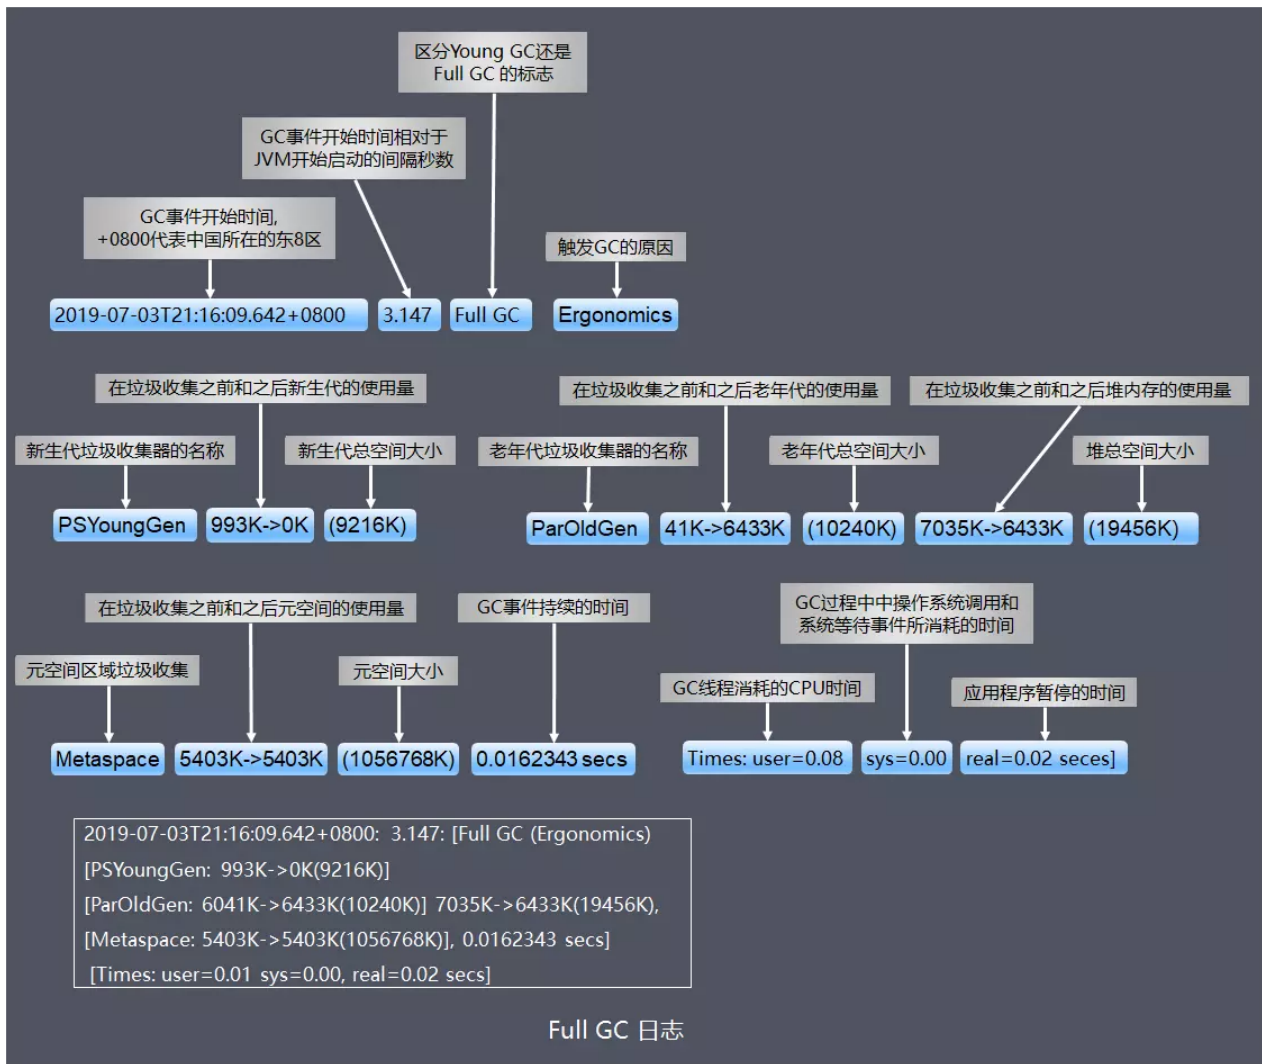 区分Young GC还是
Full GC 的标志
GC事件开始时间相对于
JVM开始启动的间隔秒数
GC事件开始时间,
+0800代表中国所在的东8区
触发GC的原因
2019-07-03T21:16:09.642+0800 3.147 Full GC Ergonomics
在垃圾收集之前和之后新生代的使用量 在垃圾收集之前和之后老年代的使用量 在垃圾收集之前和之后堆内存的使用量
新生代垃圾收集器的名称 新生代总空间大小 老年代垃圾收集器的名称 老年代总空间大小 堆总空间大小
PSYoungGen 993K->0K (9216K) ParOldGen 41K->6433K (10240K) 7035K->6433K (19456K)
在垃圾收集之前和之后元空间的使用量 GC事件持续的时间 GC过程中中操作系统调用和
系统等待事件所消耗的时间
元空间区域垃圾收集 元空间大小 GC线程消耗的CPU时间 应用程序暂停的时间
Metaspace 5403K->5403K (1056768K) 0.0162343 secs Times: user=0.08 sys=0.00 real=0.02 seces]
2019-07-03T21:16:09.642+0800: 3.147: [Full GC (Ergonomics)
[PSYoungGen: 993K->0K(9216K)]
[ParOldGen: 6041K->6433K(10240K)] 7035K->6433K(19456K),
[Metaspace: 5403K->5403K(1056768K)], 0.0162343 secs]
[Times: user=0.01 sys=0.00, real=0.02 secs]
Full GC 日志